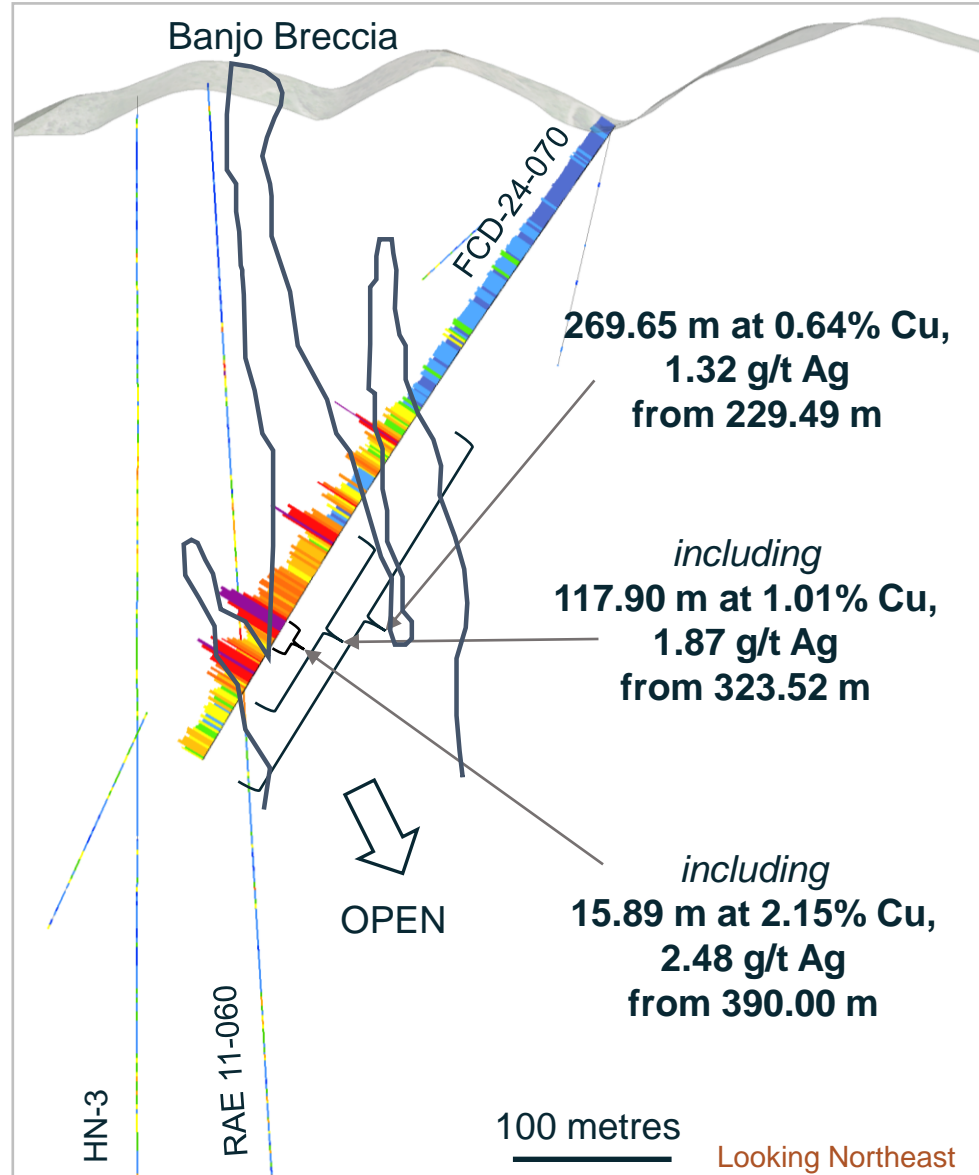 Banjo Breccia
FCD-24-070
269.65 m at 0.64% Cu,
1.32 g/t Ag
from 229.49 m
including
117.90 m at 1.01% Cu,
1.87 g/t Ag
from 323.52 m
including
15.89 m at 2.15% Cu,
2.48 g/t Ag
from 390.00 m
OPEN
HN-3
RAE 11-060
100 metres
Looking Northeast